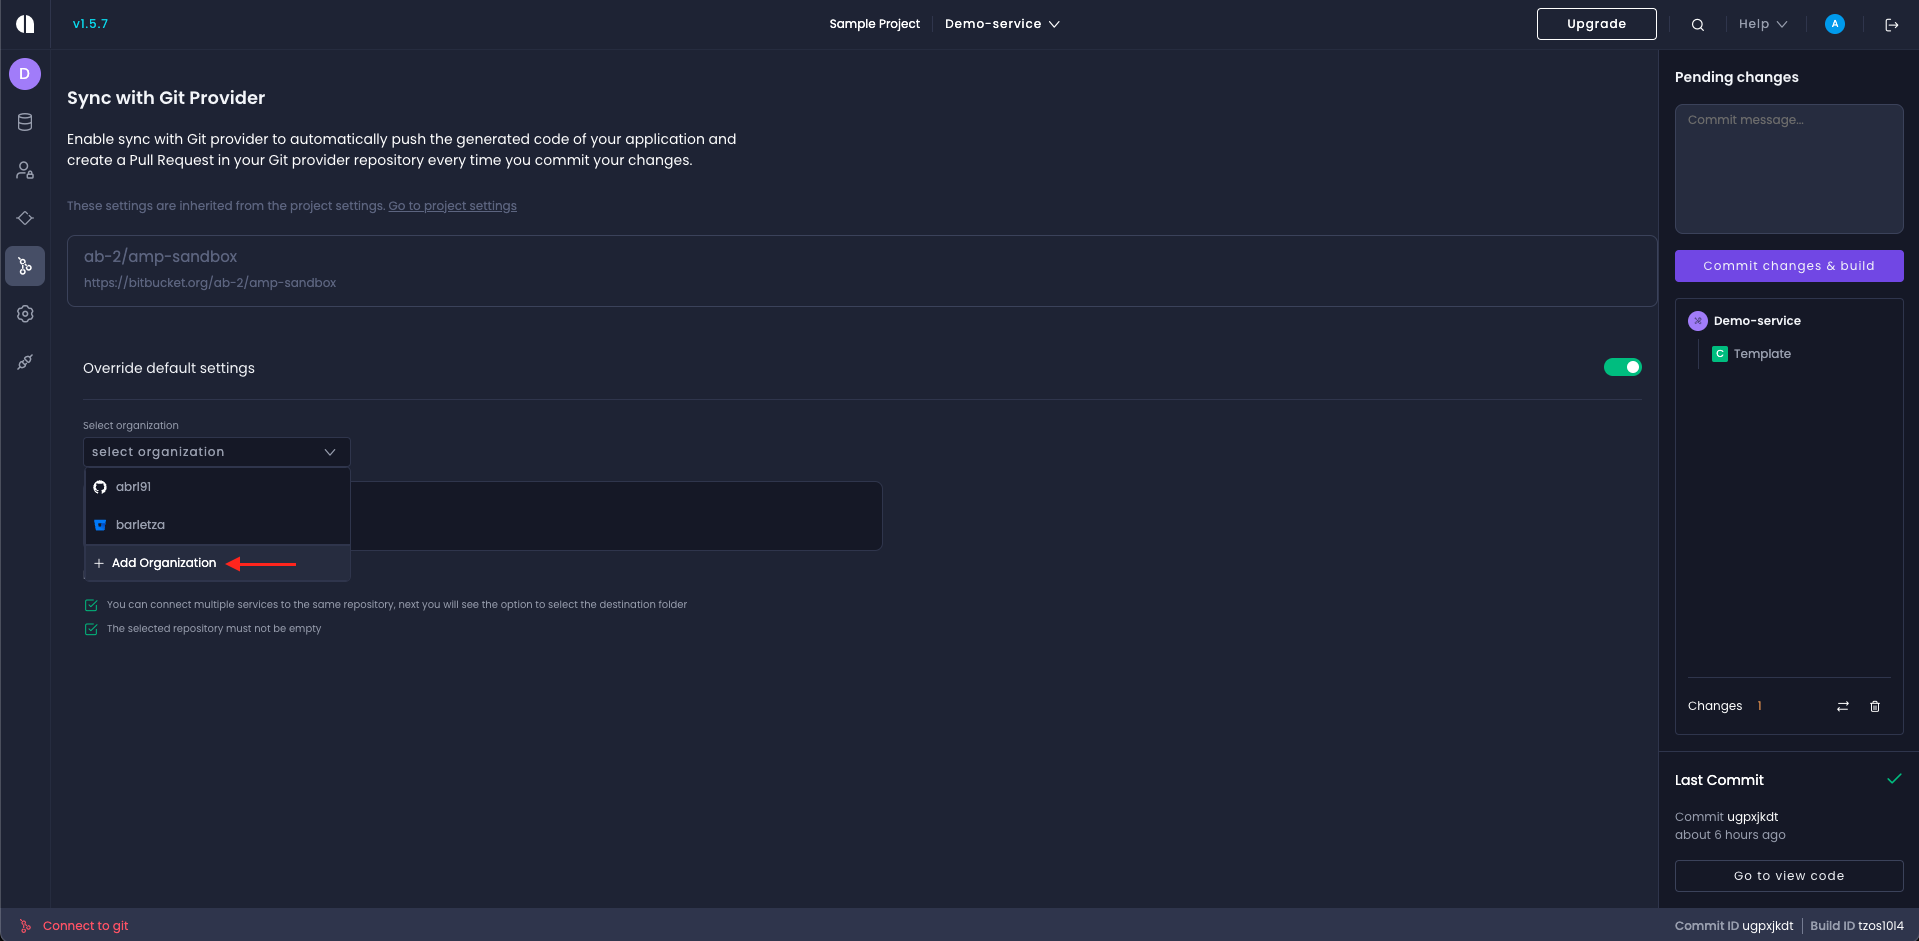 v1.5.7
Sample Project
Demo-service
Upgrade
Help
A
D
Sync with Git Provider
Enable sync with Git provider to automatically push the generated code of your application and
create a Pull Request in your Git provider repository every time you commit your changes.
These settings are inherited from the project settings. Go to project settings
ab-2/amp-sandbox
https://bitbucket.org/ab-2/amp-sandbox
Override default settings
Select organization
select organization
abrl91
barletza
+ Add Organization
You can connect multiple services to the same repository, next you will see the option to select the destination folder
The selected repository must not be empty
Pending changes
Commit message...
Commit changes & build
Demo-service
C Template
Changes 1
Last Commit
Commit ugpxjkdt
about 6 hours ago
Go to view code
Connect to git
Commit ID ugpxjkdt
Build ID tzos10l4